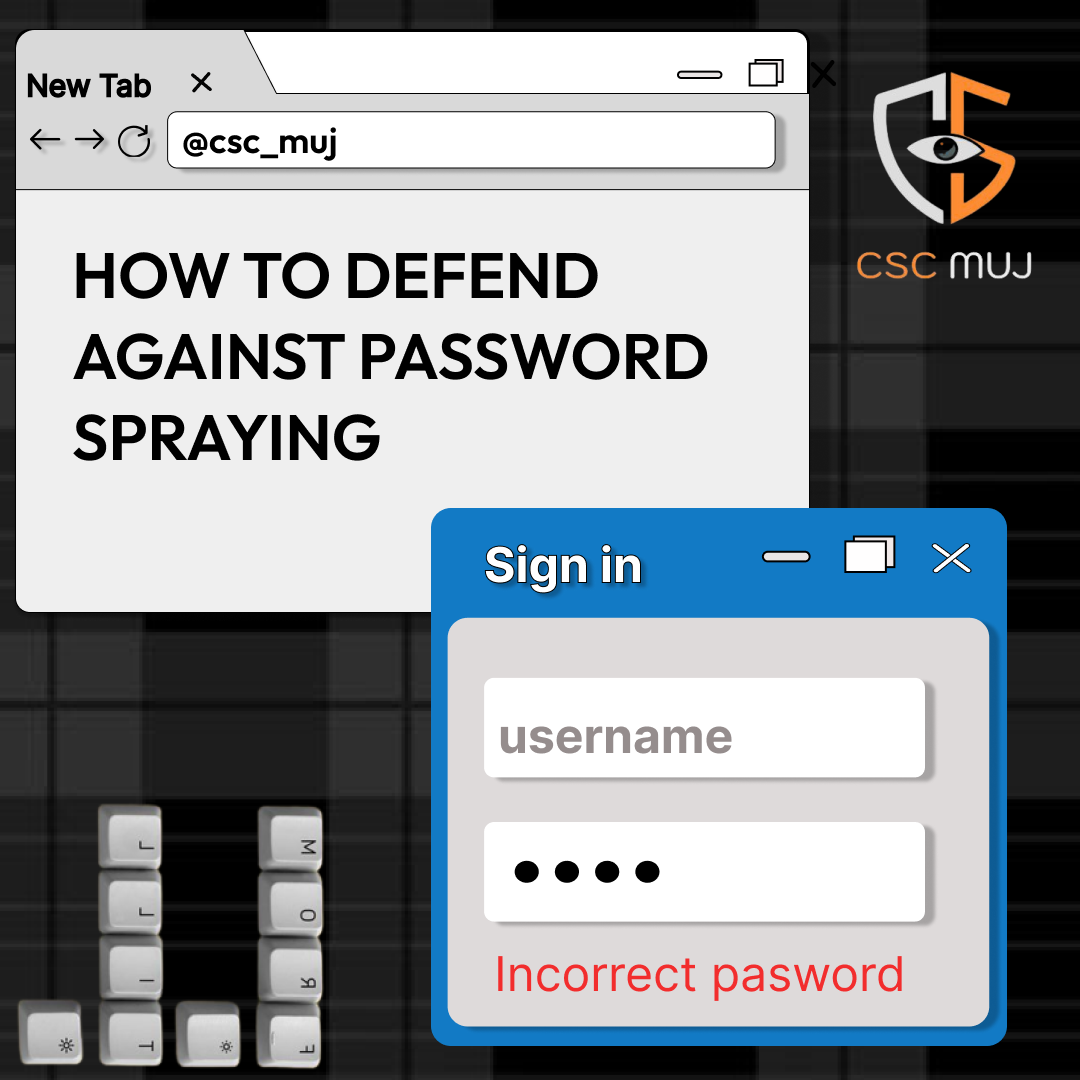 New Tab
@csc_muj
CSC MUJ
HOW TO DEFEND
AGAINST PASSWORD
SPRAYING
Sign in
username
Incorrect pasword
J
J
I
T
M
O
R
F